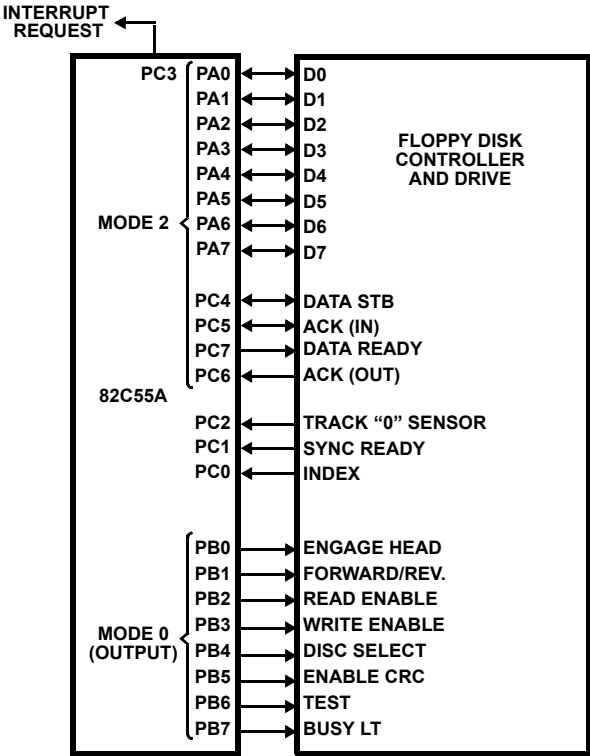 INTERRUPT
REQUEST
PC3 PA0 D0
PA1 D1
PA2 D2
PA3 D3
PA4 D4
PA5 D5
PA6 D6
PA7 D7
MODE 2
FLOPPY DISK
CONTROLLER
AND DRIVE
PC4 DATA STB
PC5 ACK (IN)
PC7 DATA READY
PC6 ACK (OUT)
82C55A
PC2 TRACK “0” SENSOR
PC1 SYNC READY
PC0 INDEX
PB0 ENGAGE HEAD
PB1 FORWARD/REV.
PB2 READ ENABLE
PB3 WRITE ENABLE
PB4 DISC SELECT
PB5 ENABLE CRC
PB6 TEST
PB7 BUSY LT
MODE 0
(OUTPUT)